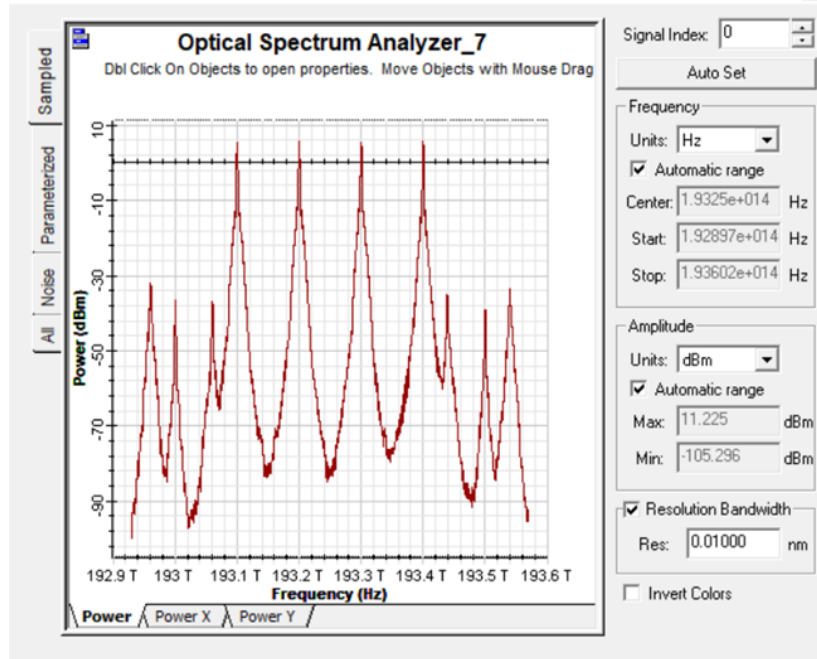 Optical Spectrum Analyzer_7
Dbl Click On Objects to open properties. Move Objects with Mouse Drag
Sampled
Parameterized
Noise
All
Power (dBm)
10
-10
-30
-50
-70
-90
192.9 T 193 T 193.1 T 193.2 T 193.3 T 193.4 T 193.5 T 193.6 T
Frequency (Hz)
Power Power X Power Y
Signal Index: 0
Auto Set
Frequency
Units: Hz
Automatic range
Center: 1.9325e+014 Hz
Start: 1.92897e+014 Hz
Stop: 1.93602e+014 Hz
Amplitude
Units: dBm
Automatic range
Max: 11.225 dBm
Min: -105.296 dBm
Resolution Bandwidth
Res: 0.01000 nm
Invert Colors